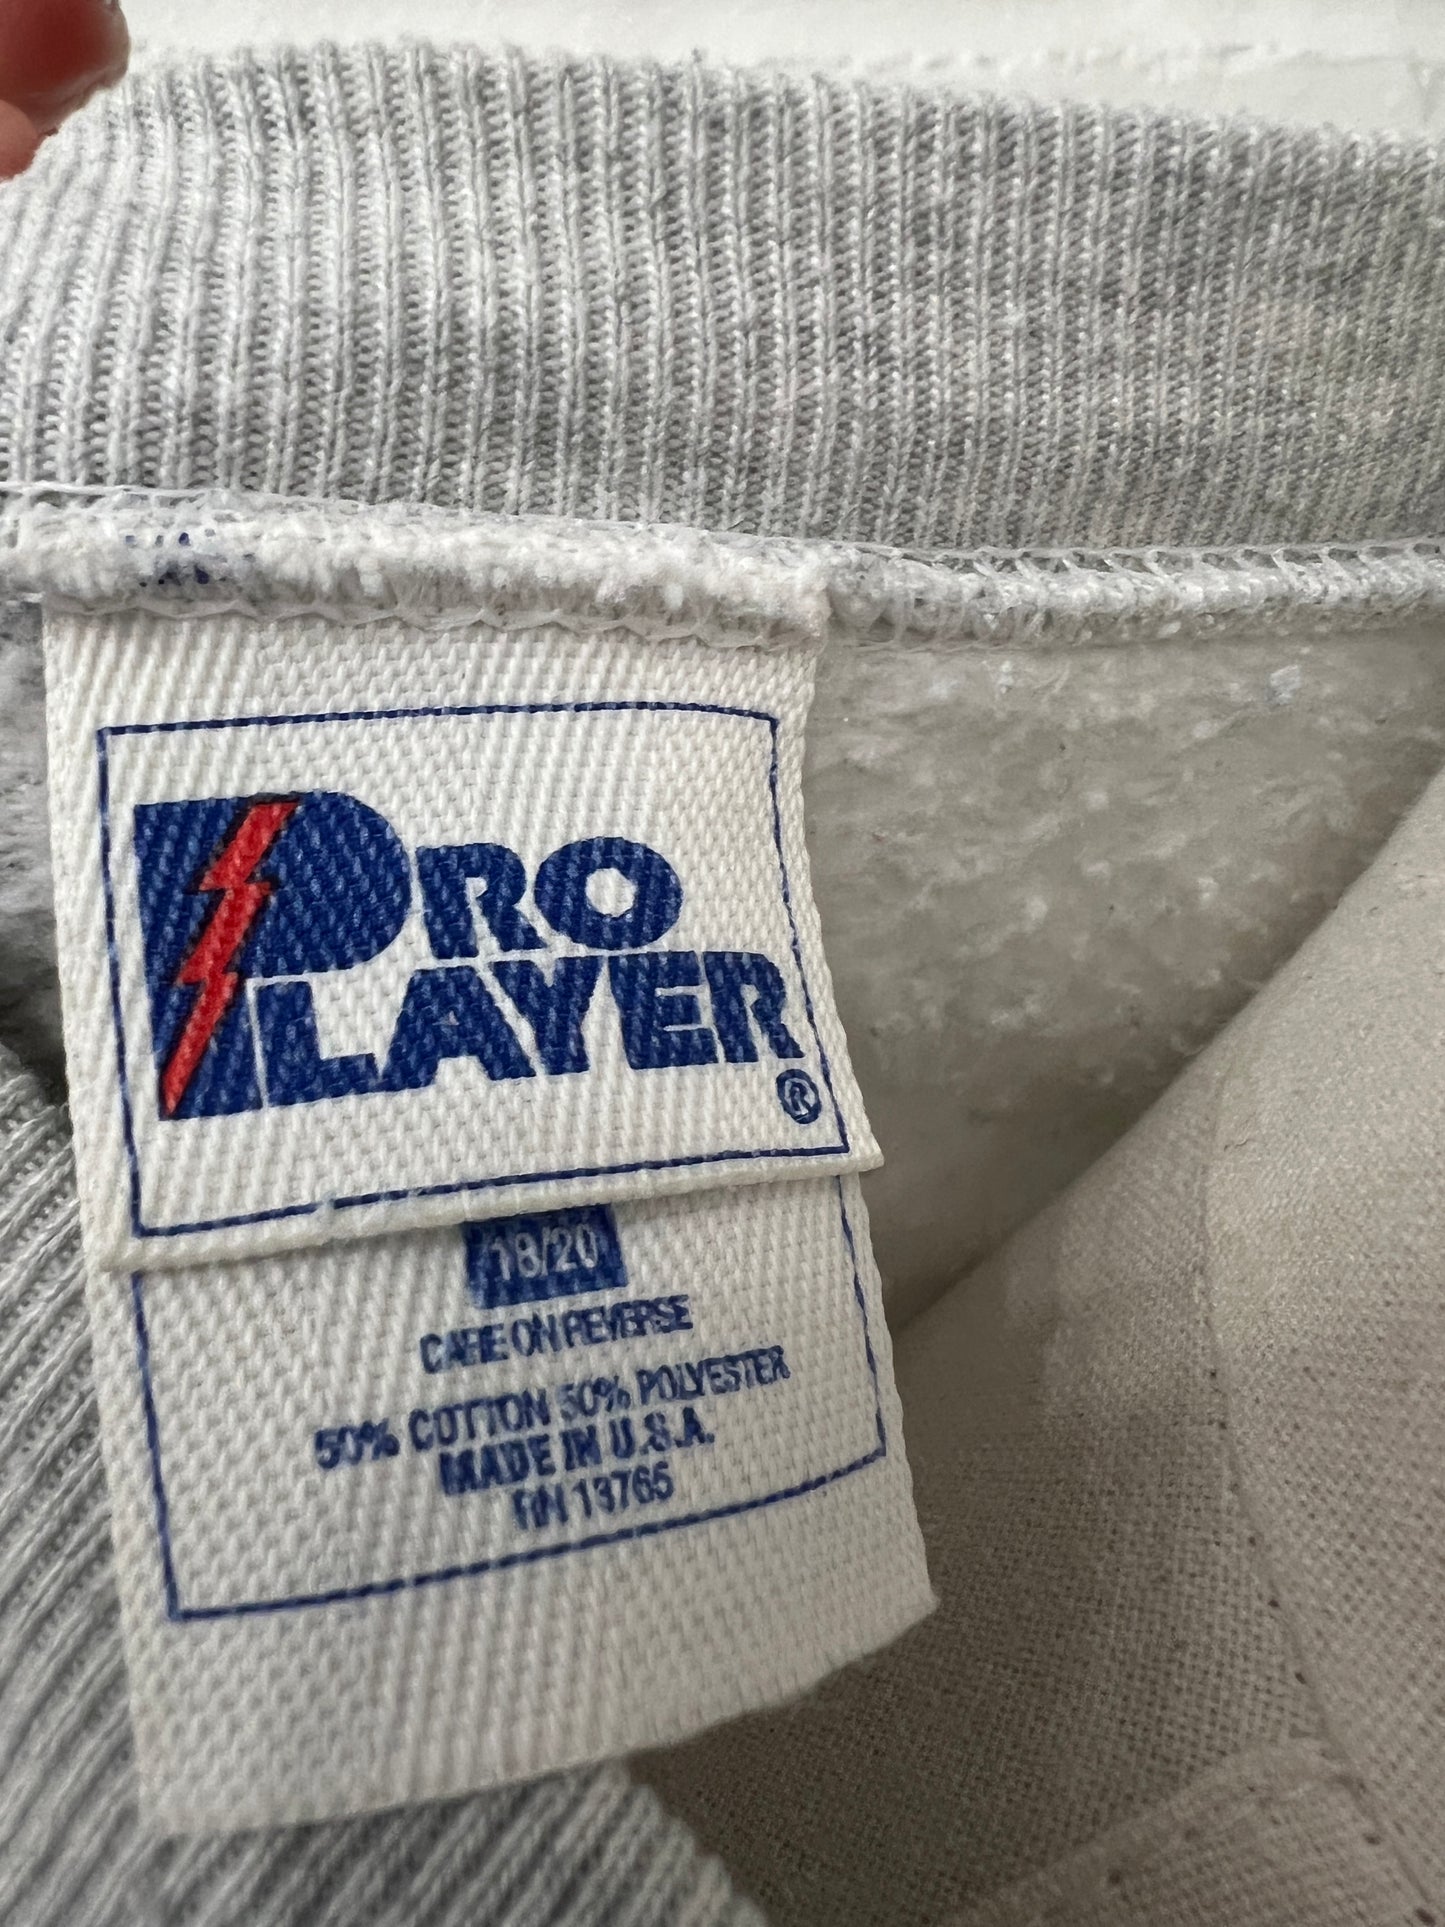 PRO
PLAYER
®
18/20
CARE ON REVERSE
50% COTTON 50% POLYESTER
MADE IN U.S.A.
RN 13765